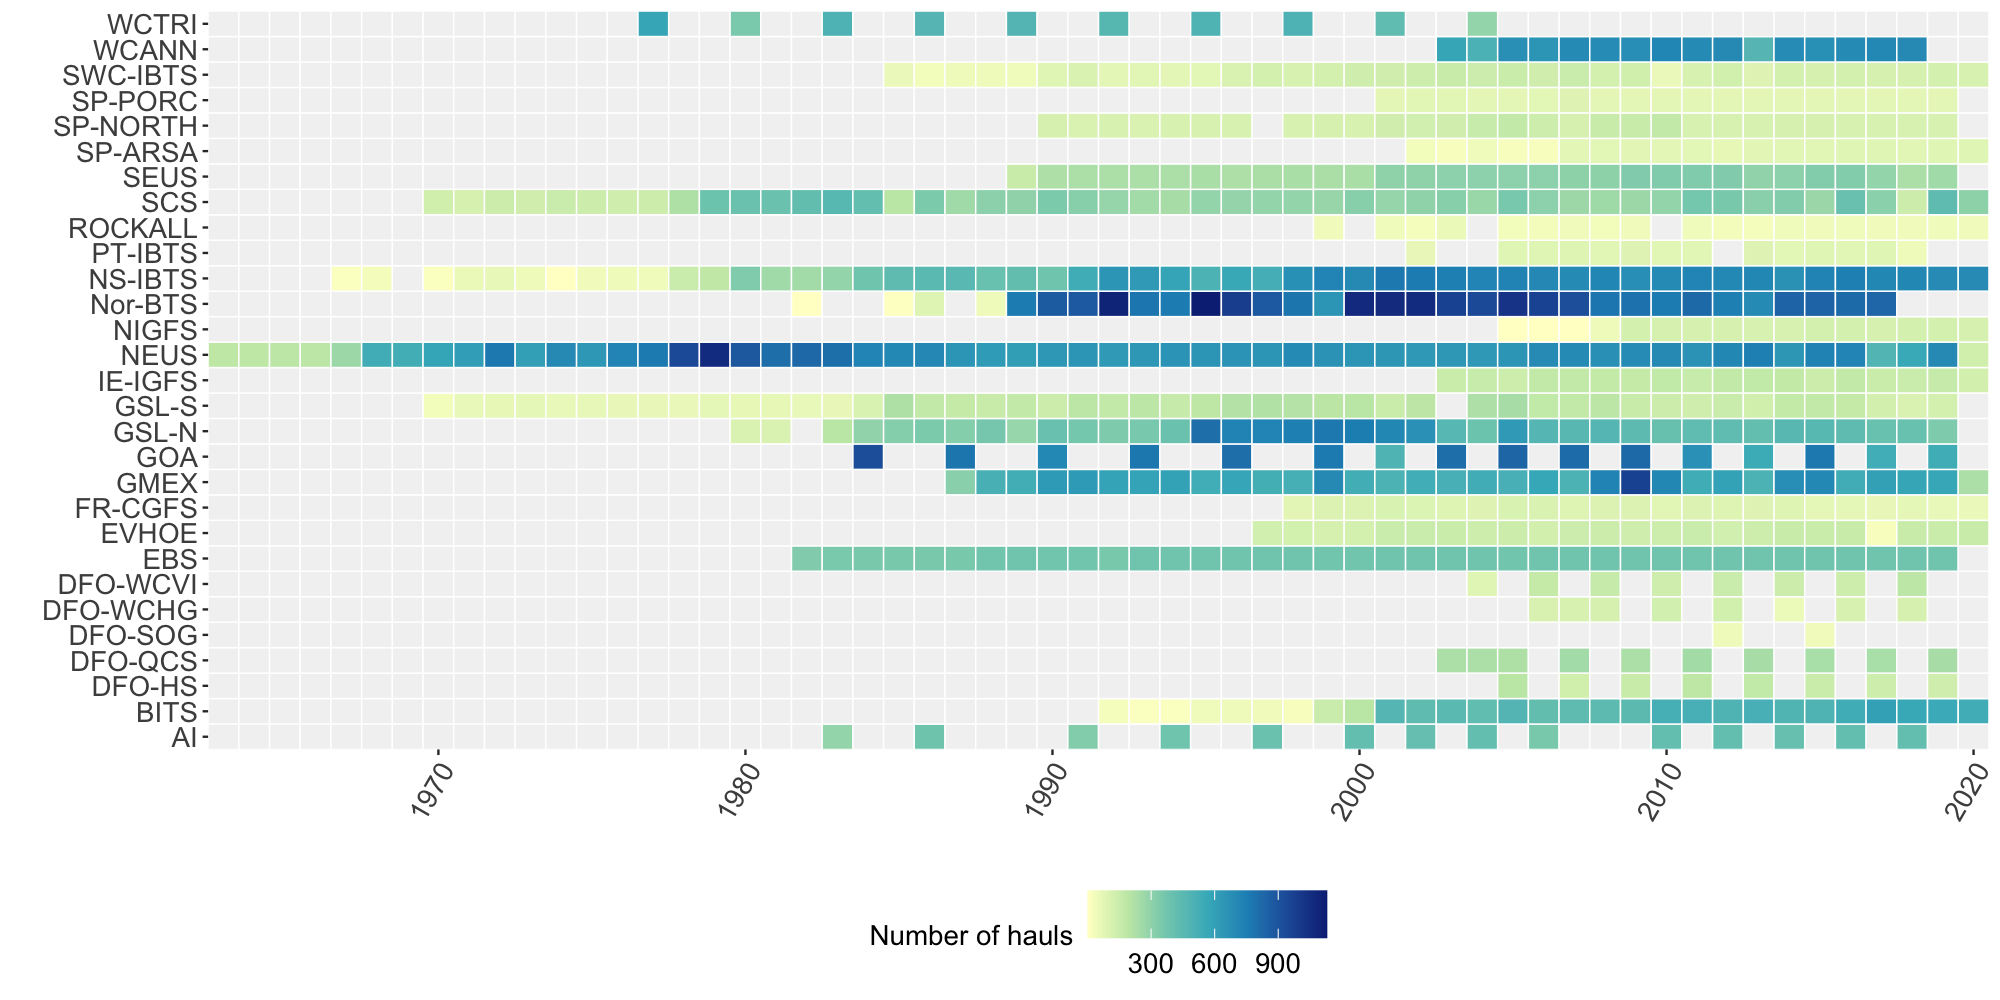 WCTRI
WCANN
SWC-IBTS
SP-PORC
SP-NORTH
SP-ARSA
SEUS
SCS
ROCKALL
PT-IBTS
NS-IBTS
Nor-BTS
NIGFS
NEUS
IE-IGFS
GSL-S
GSL-N
GOA
GMEX
FR-CGFS
EVHOE
EBS
DFO-WCVI
DFO-WCHG
DFO-SOG
DFO-QCS
DFO-HS
BITS
AI
1970 1980 1990 2000 2010 2020
Number of hauls
300 600 900